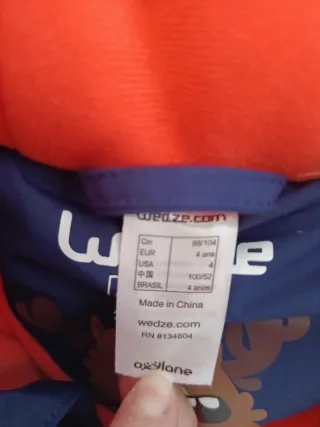 wedze.com
Cm 98/104
EUR 4 ans
USA 4
中国 100/52
BRASIL 4 anos
Made in China
wedze.com
RN #134604
oxylane
Wedze